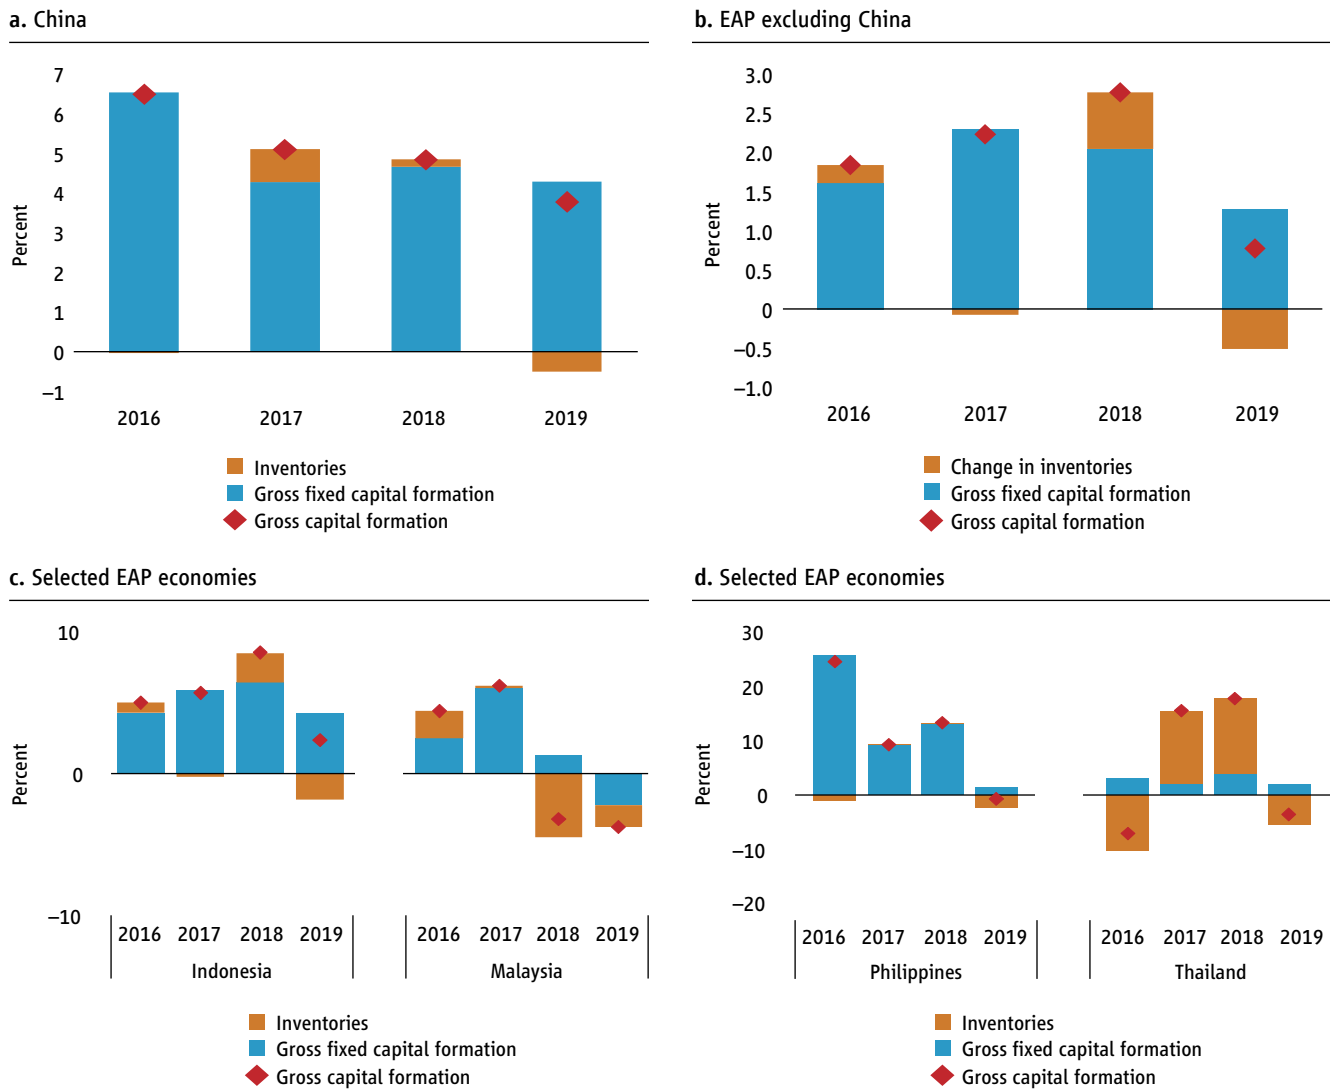 a. China
Percent
7
6
5
4
3
2
1
0
–1
2016 2017 2018 2019
Inventories
Gross fixed capital formation
Gross capital formation
b. EAP excluding China
Percent
3.0
2.5
2.0
1.5
1.0
0.5
0
–0.5
–1.0
2016 2017 2018 2019
Change in inventories
Gross fixed capital formation
Gross capital formation
c. Selected EAP economies
Percent
10
0
–10
2016 2017 2018 2019 2016 2017 2018 2019
Indonesia Malaysia
Inventories
Gross fixed capital formation
Gross capital formation
d. Selected EAP economies
Percent
30
20
10
0
–10
–20
2016 2017 2018 2019 2016 2017 2018 2019
Philippines Thailand
Inventories
Gross fixed capital formation
Gross capital formation